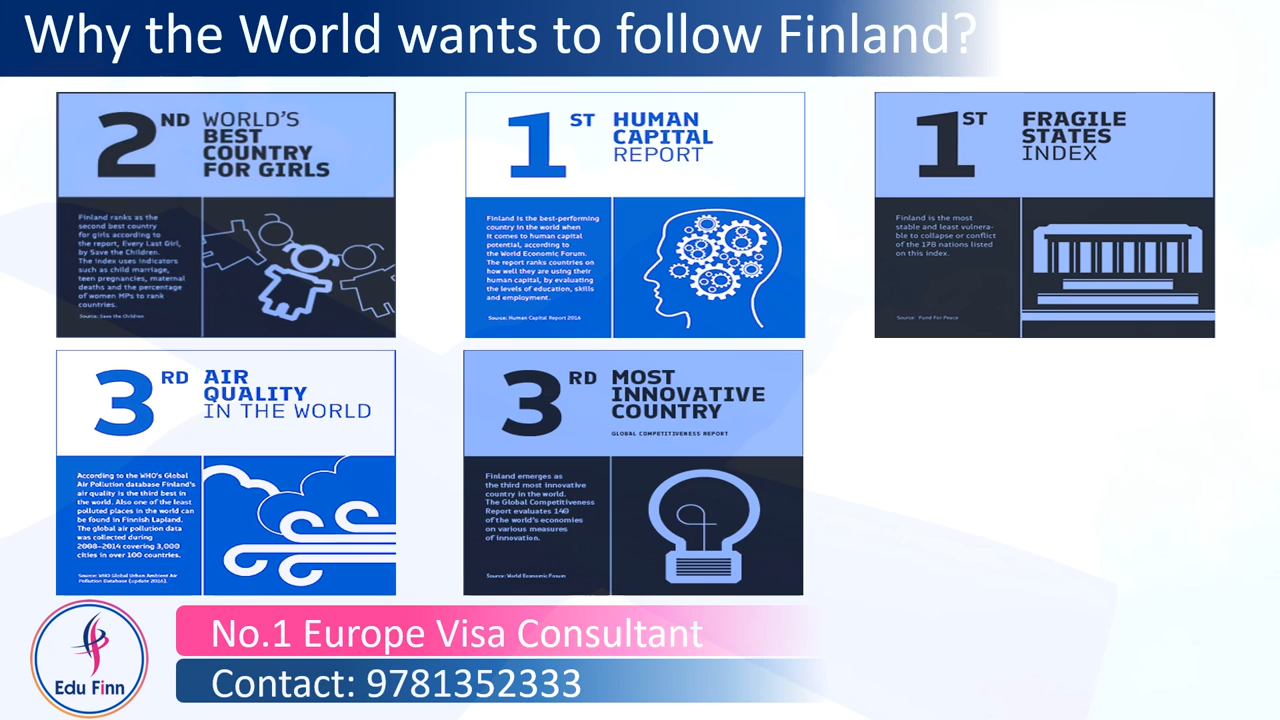 Why the World wants to follow Finland?
2ND
WORLD'S
BEST
COUNTRY
FOR GIRLS
Finland ranks as the
second best country
for girls according to
the report, Every Last Girl,
by Save the Children.
The index uses indicators
such as child marriage,
teen pregnancies, maternal
deaths and the percentage
of women MPs to rank
countries.
Source: Save the Children
1ST
HUMAN
CAPITAL
REPORT
Finland is the best-performing
country in the world when
it comes to human capital
potential, according to
the World Economic Forum.
The report ranks countries on
how well they are using their
human capital, by evaluating
the levels of education, skills
and employment.
Source: Human Capital Report 2016
1ST
FRAGILE
STATES
INDEX
Finland is the most
stable and least vulnera-
ble to collapse or conflict
of the 178 nations listed
on this index.
Source: Fund For Peace
3RD
AIR
QUALITY
IN THE WORLD
According to the WHO's Global
Air Pollution database Finland's
air quality is the third best in
the world. Also one of the least
polluted places in the world can
be found in Finnish Lapland.
The global air pollution data
was collected during
2008–2014 covering 3,000
cities in over 100 countries.
Source: WHO Global Urban Ambient Air
Pollution Database (update 2016).
3RD
MOST
INNOVATIVE
COUNTRY
GLOBAL COMPETITIVENESS REPORT
Finland emerges as
the third most innovative
country in the world.
The Global Competitiveness
Report evaluates 140
of the world's economies
on various measures
of innovation.
Source: World Economic Forum
Edu Finn
No.1 Europe Visa Consultant
Contact: 9781352333